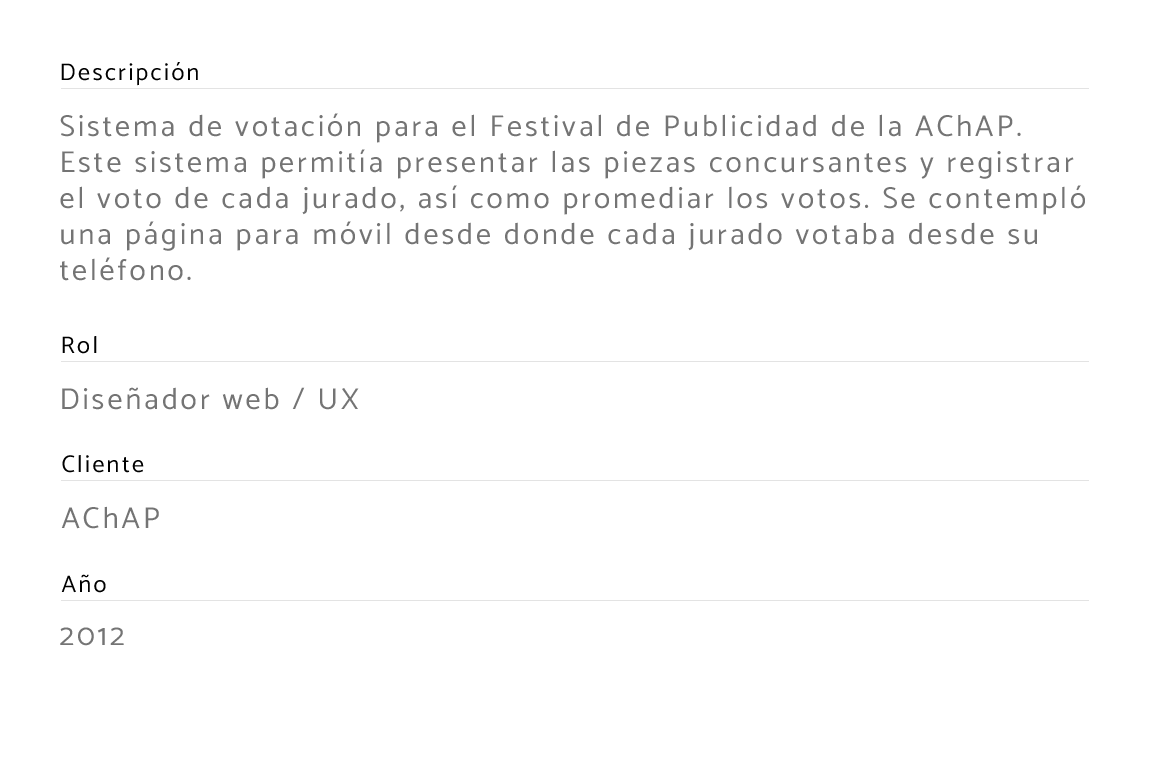 Descripción
Sistema de votación para el Festival de Publicidad de la AChAP.
Este sistema permitía presentar las piezas concursantes y registrar
el voto de cada jurado, así como promediar los votos. Se contempló
una página para móvil desde donde cada jurado votaba desde su
teléfono.
Rol
Diseñador web / UX
Cliente
AChAP
Año
2012